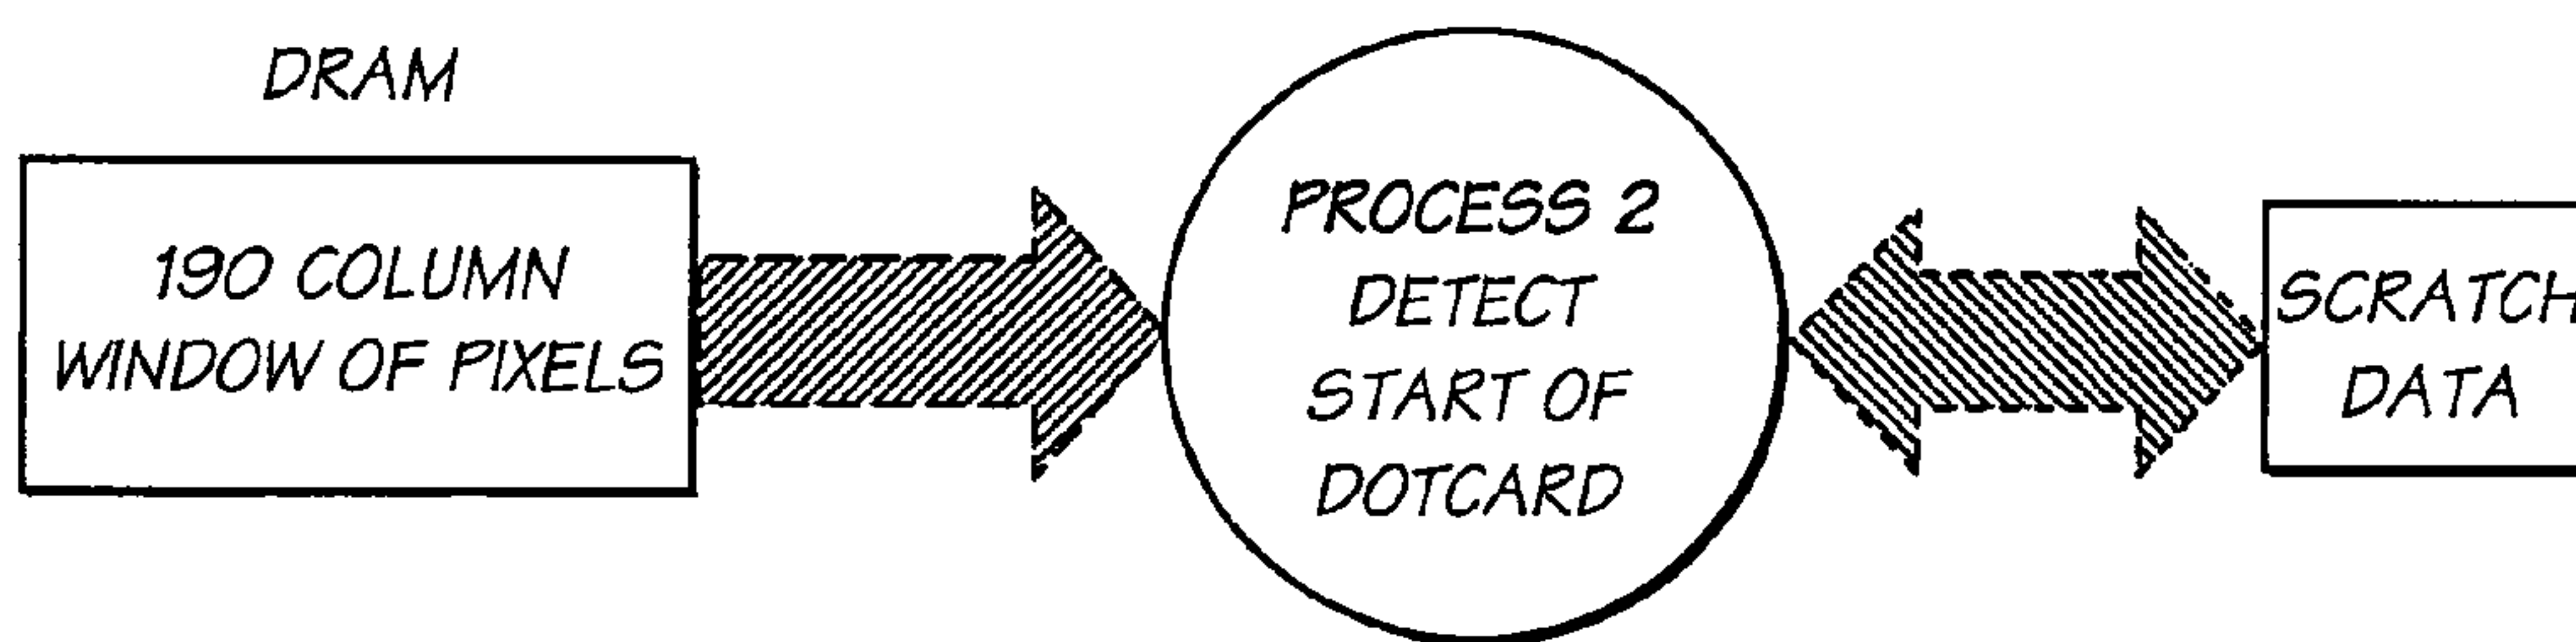 DRAM
190 COLUMN
WINDOW OF PIXELS
PROCESS 2
DETECT
START OF
DOTCARD
SCRATCH
DATA